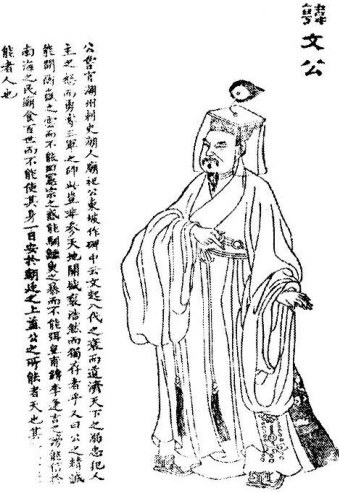 韓文公
公嘗官潮州刺史潮人廟祀公東坡作碑中云文起八代之衰而道濟天下之溺忠犯人
主之怒而勇奪三軍之帥此豈非參天地關盛衰浩然而獨存者乎又曰公之精誠
能開衡嶽之雲而不能回憲宗之惑能馴鱷魚之暴而不能弭皇甫鎛李逢吉之謗能信於
南海之民廟食百世而不能使其身一日安於朝廷之上蓋公之所能者天也其
能者人也